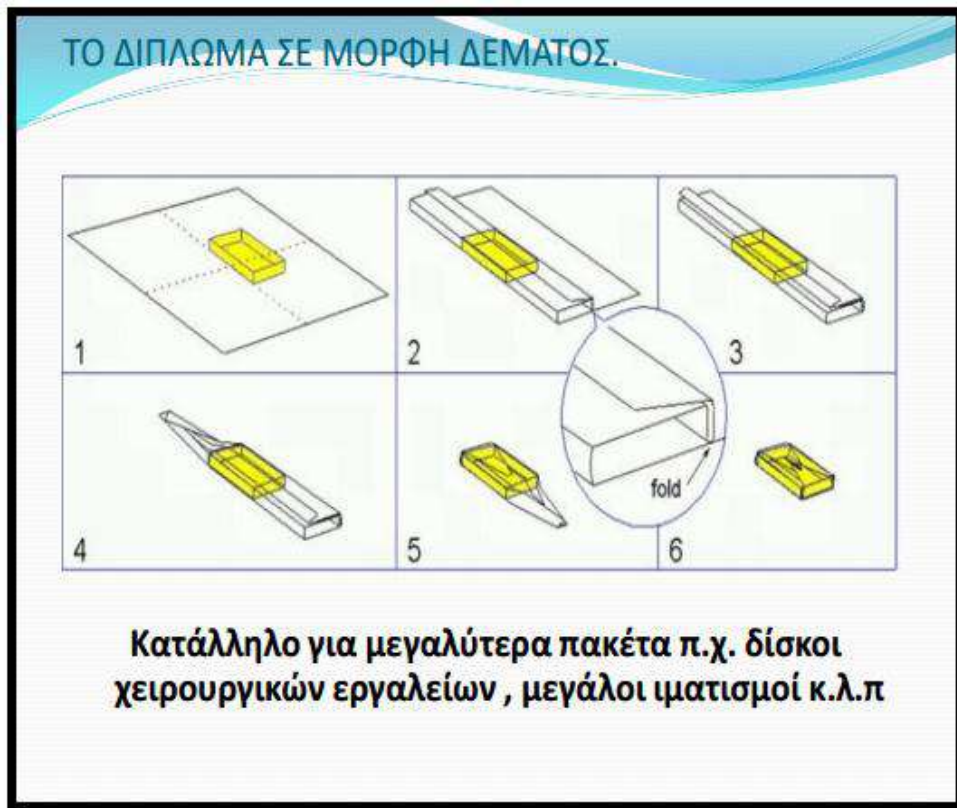 ΤΟ ΔΙΠΛΩΜΑ ΣΕ ΜΟΡΦΗ ΔΕΜΑΤΟΣ.
1
2
3
4
5
fold
6
Κατάλληλο για μεγαλύτερα πακέτα π.χ. δίσκοι
χειρουργικών εργαλείων , μεγάλοι ιματισμοί κ.λ.π